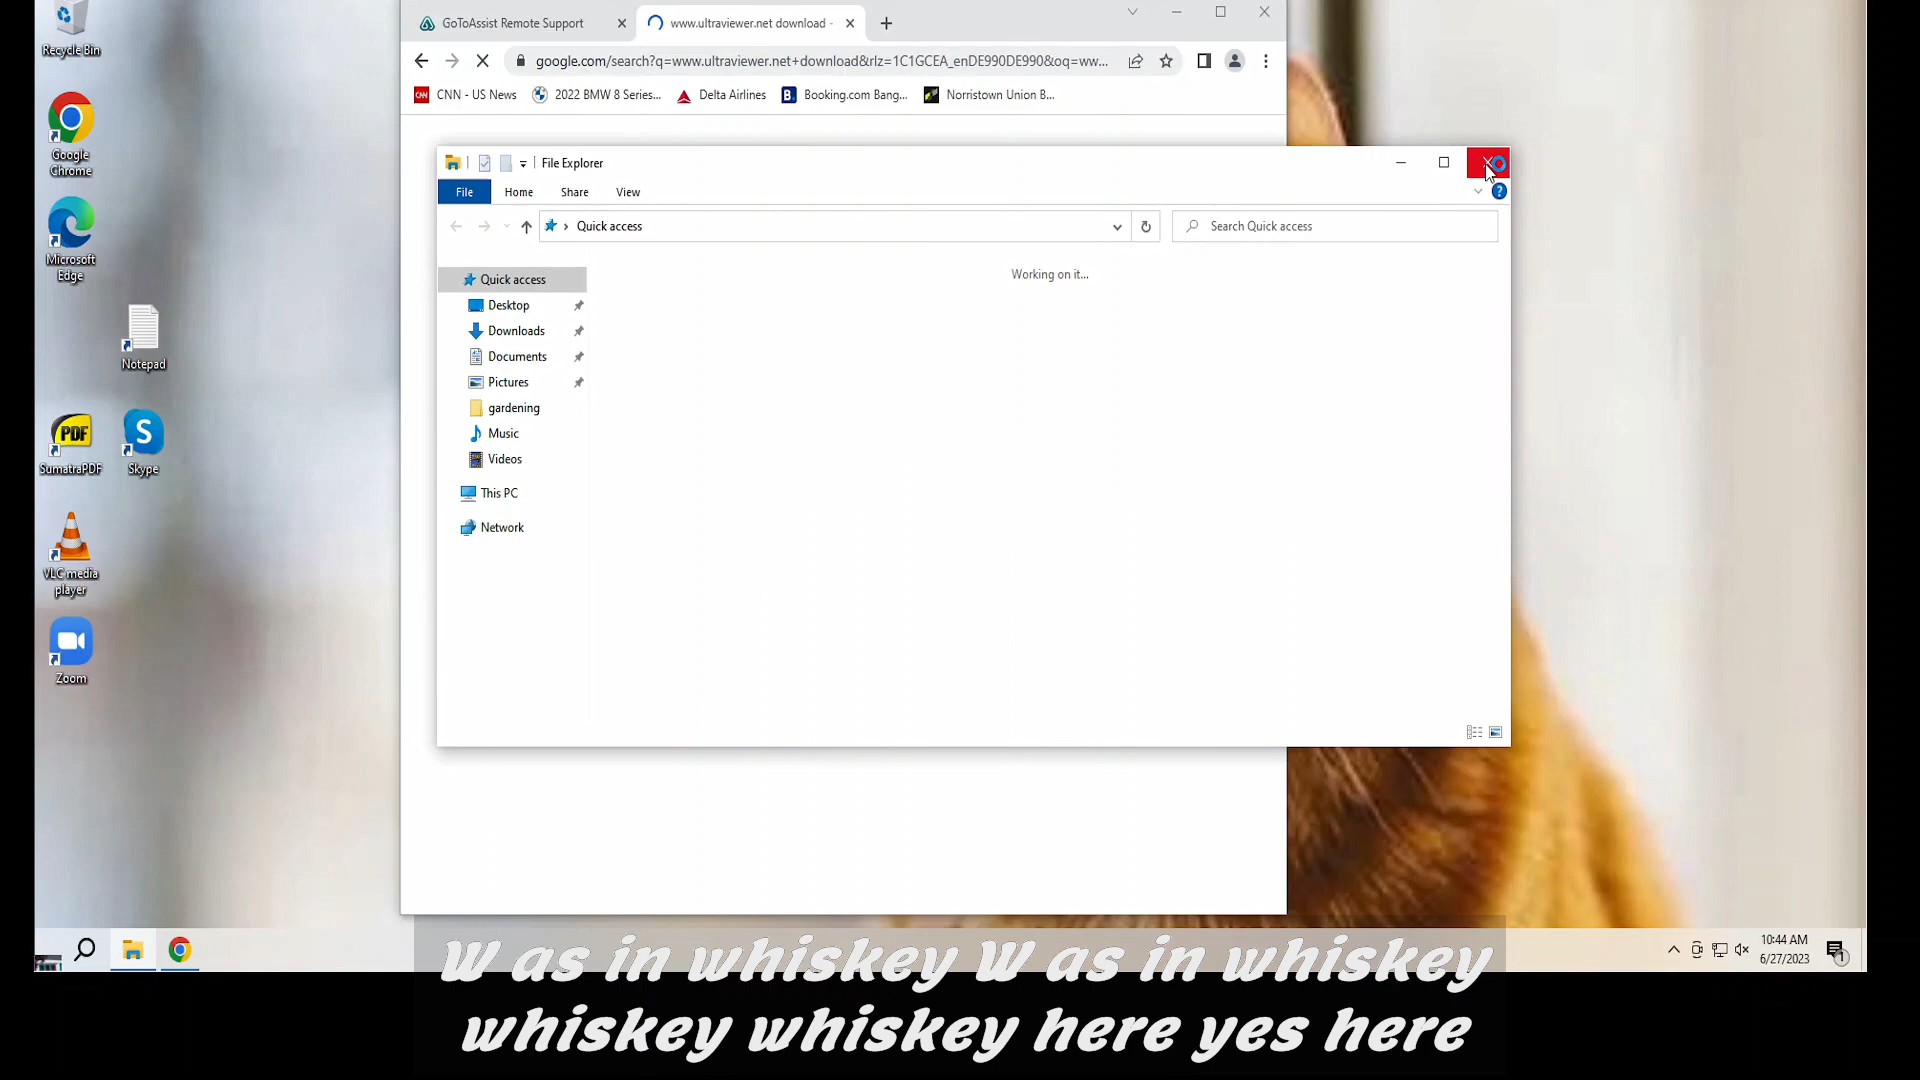 Recycle Bin
Google Chrome
Microsoft Edge
Notepad
SumatraPDF
Skype
VLC media player
Zoom
GoToAssist Remote Support
www.ultraviewer.net download -
google.com/search?q=www.ultraviewer.net+download&rlz=1C1GCEA_enDE990DE990&oq=ww...
CNN - US News
2022 BMW 8 Series...
Delta Airlines
Booking.com Bang...
Norristown Union B...
File Explorer
File Home Share View
Quick access
Search Quick access
Working on it...
Quick access
Desktop
Downloads
Documents
Pictures
gardening
Music
Videos
This PC
Network
10:44 AM
6/27/2023
1
W as in whiskey W as in whiskey
whiskey whiskey here yes here